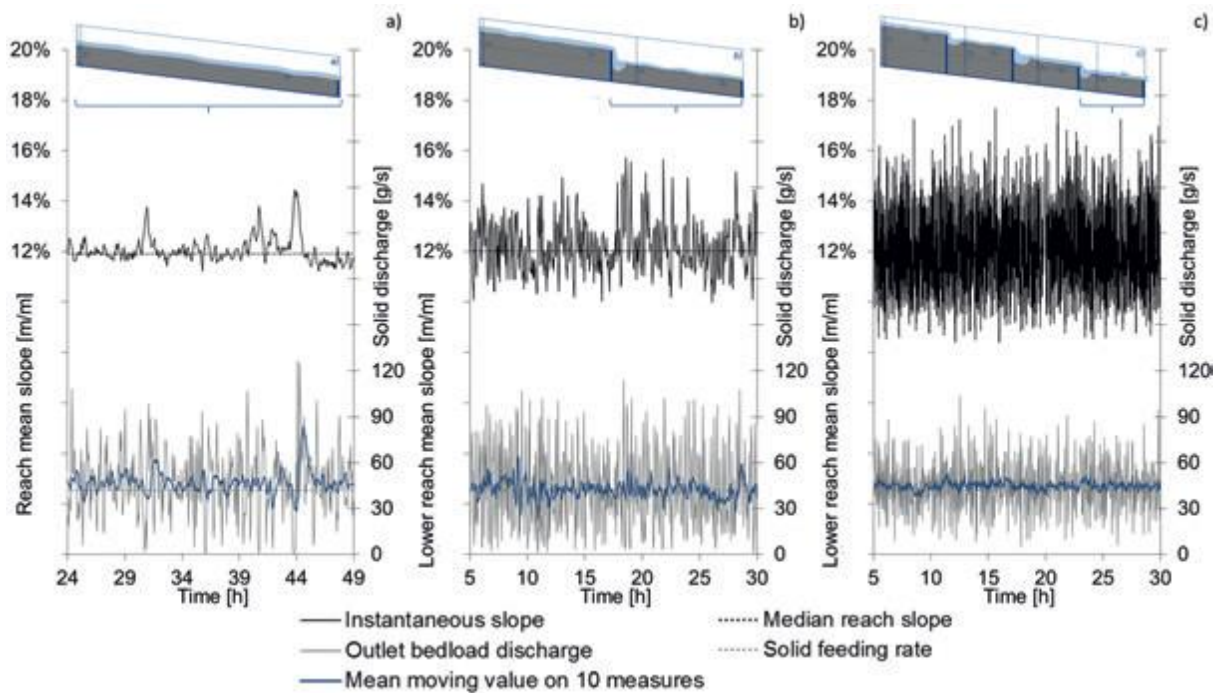 a)
b)
c)
20%
18%
16%
14%
12%
Reach mean slope [m/m]
Solid discharge [g/s]
120
90
60
30
0
24 29 34 39 44 49
Time [h]
20%
18%
16%
14%
12%
Lower reach mean slope [m/m]
Solid discharge [g/s]
120
90
60
30
0
5 10 15 20 25 30
Time [h]
20%
18%
16%
14%
12%
Lower reach mean slope [m/m]
Solid discharge [g/s]
120
90
60
30
0
5 10 15 20 25 30
Time [h]
Instantaneous slope
Median reach slope
Outlet bedload discharge
Solid feeding rate
Mean moving value on 10 measures